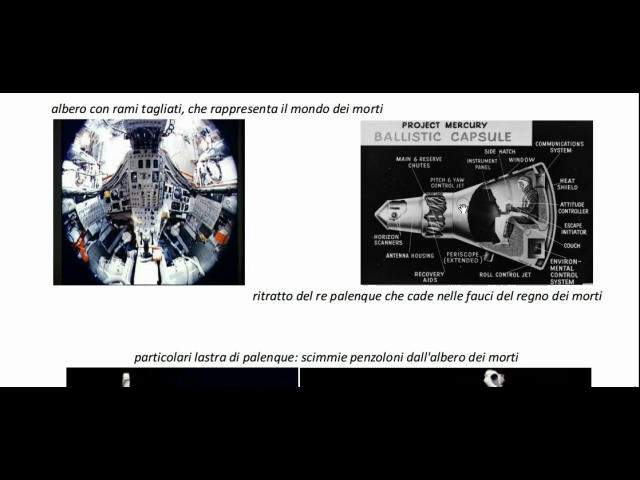 albero con rami tagliati, che rappresenta il mondo dei morti
PROJECT MERCURY
BALLISTIC CAPSULE
COMMUNICATIONS
SYSTEM
SIDE HATCH
MAIN & RESERVE
CHUTES
INSTRUMENT
PANEL
WINDOW
PITCH & YAW
CONTROL JET
HEAT
SHIELD
ATTITUDE
CONTROLLER
ESCAPE
INITIATOR
HORIZON
SCANNERS
COUCH
ANTENNA HOUSING
PERISCOPE
(EXTENDED)
ENVIRON-
MENTAL
CONTROL
SYSTEM
RECOVERY
AIDS
ROLL CONTROL JET
ritratto del re palenque che cade nelle fauci del regno dei morti
particolari lastra di palenque: scimmie penzoloni dall'albero dei morti